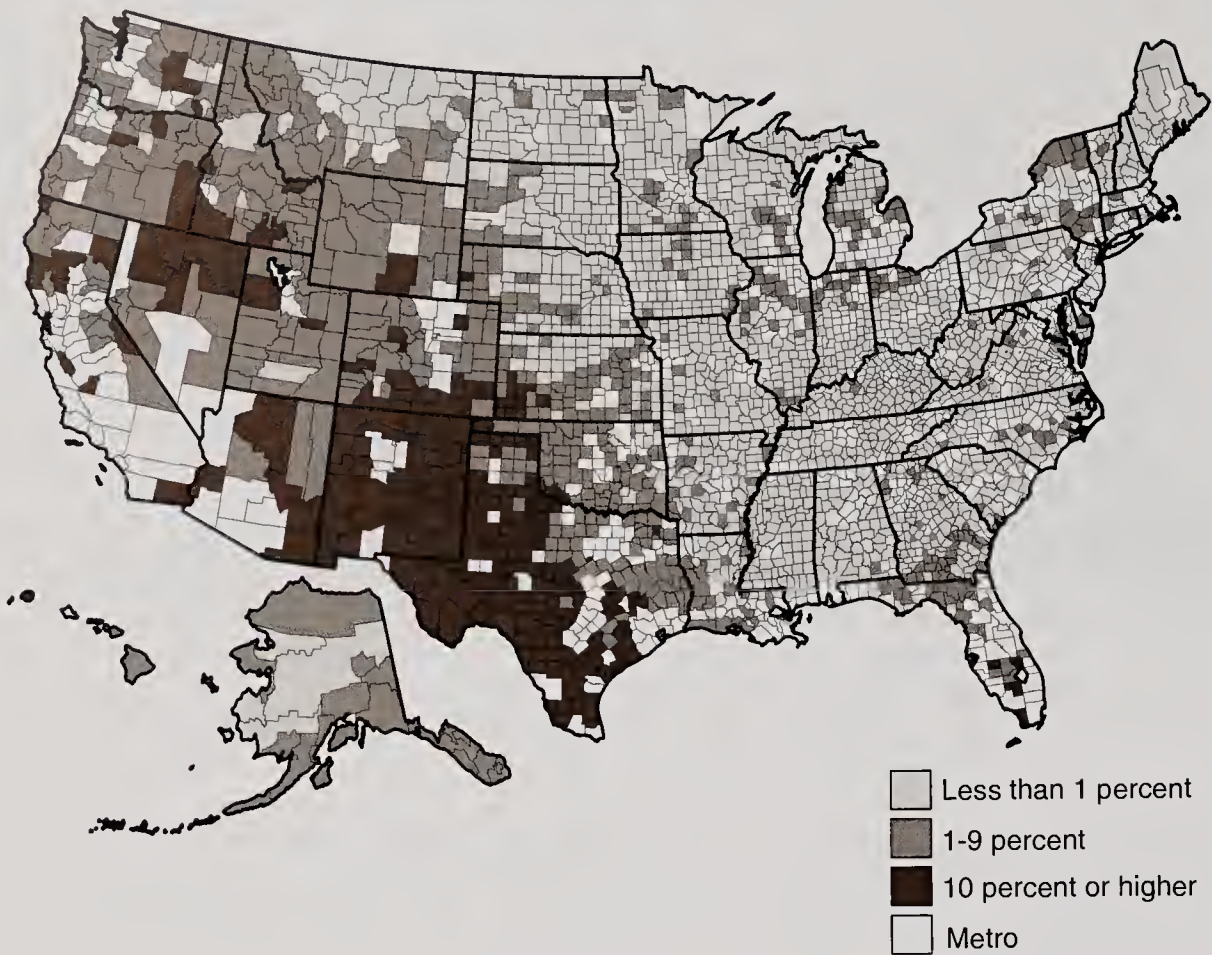 Less than 1 percent
1-9 percent
10 percent or higher
Metro